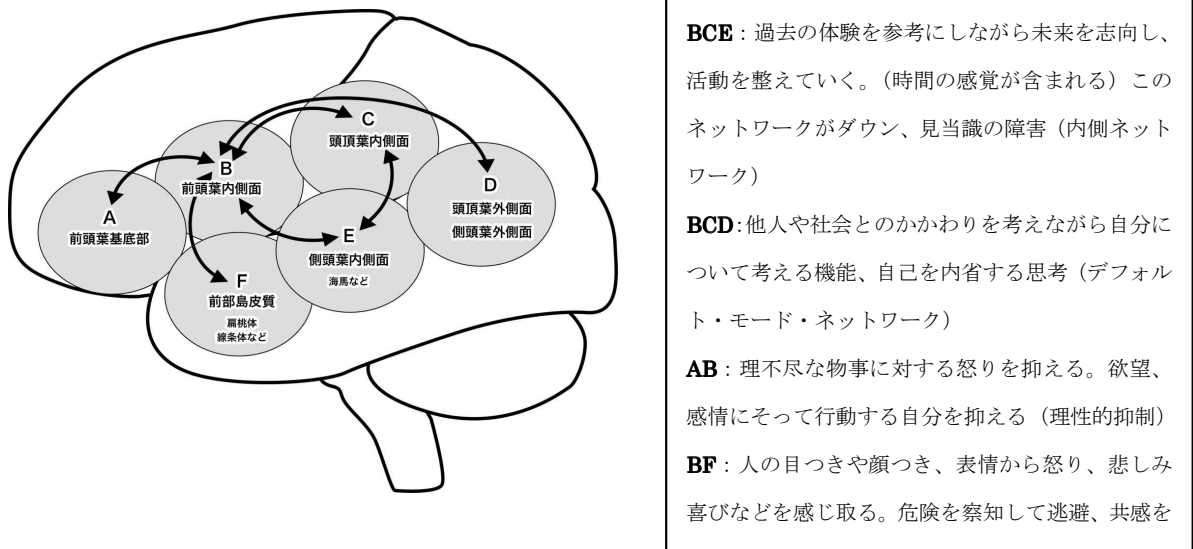 A
前頭葉基底部
B
前頭葉内側面
C
頭頂葉内側面
D
頭頂葉外側面
側頭葉外側面
E
側頭葉内側面
海馬など
F
前部島皮質
扁桃体
線条体など
BCE：過去の体験を参考にしながら未来を志向し、
活動を整えていく。（時間の感覚が含まれる）この
ネットワークがダウン、見当識の障害（内側ネット
ワーク）
BCD：他人や社会とのかかわりを考えながら自分に
ついて考える機能、自己を内省する思考（デフォル
ト・モード・ネットワーク）
AB：理不尽な物事に対する怒りを抑える。欲望、
感情にそって行動する自分を抑える（理性的抑制）
BF：人の目つきや顔つき、表情から怒り、悲しみ
喜びなどを感じ取る。危険を察知して逃避、共感を